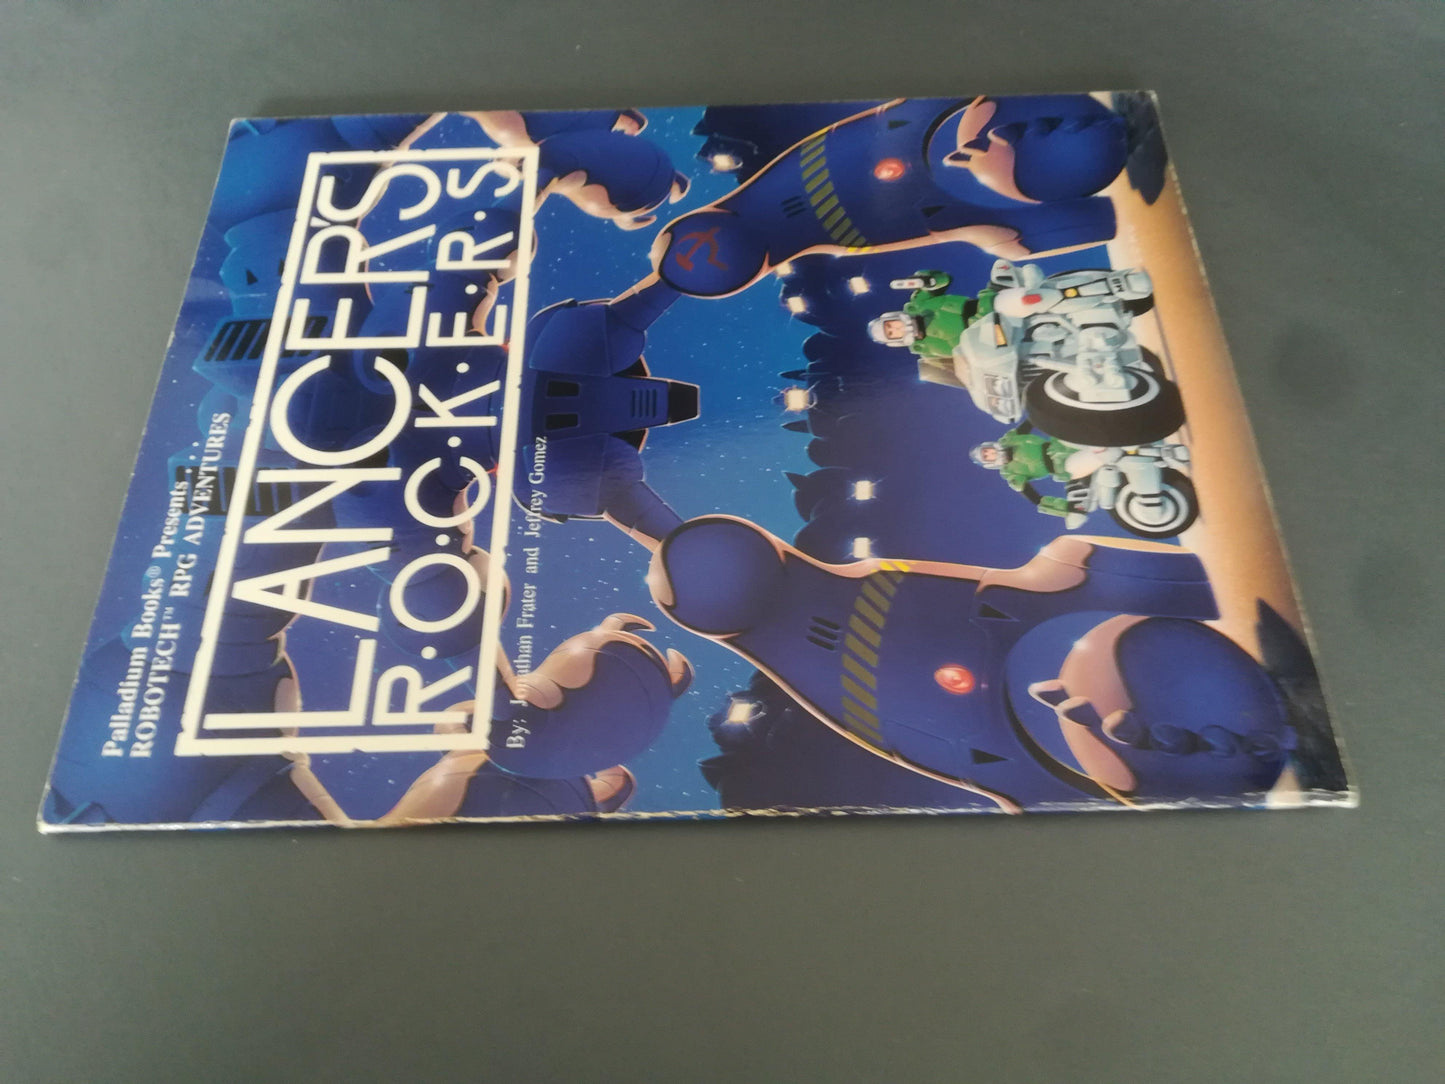 Palladium Books® Presents . . . .
ROBOTECH™ RPG ADVENTURES
LANCER'S
R·O·C·K·E·R·S
By: Jonathan Frater and Jeffrey Gomez